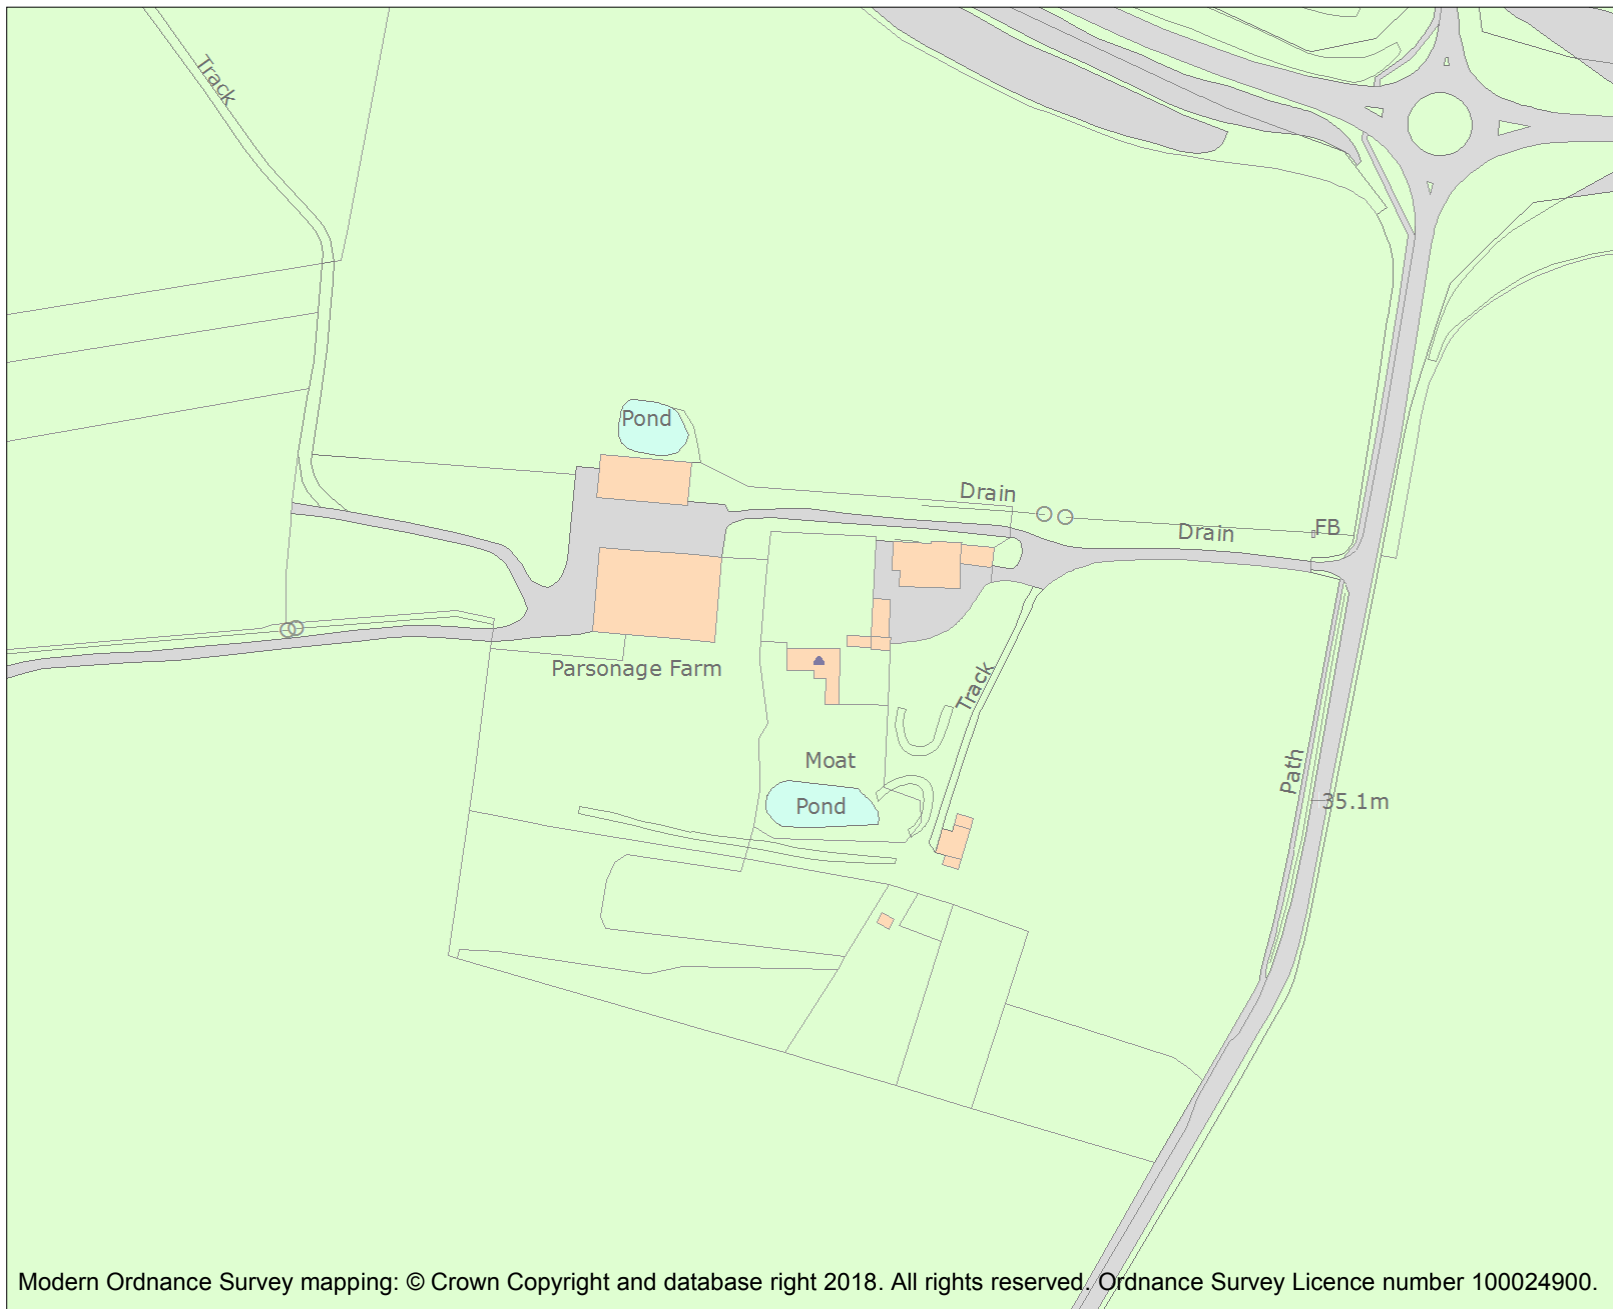 Track
Pond
Drain
Drain
FB
Parsonage Farm
Track
Moat
Pond
Path
35.1m
Modern Ordnance Survey mapping: © Crown Copyright and database right 2018. All rights reserved. Ordnance Survey Licence number 100024900.